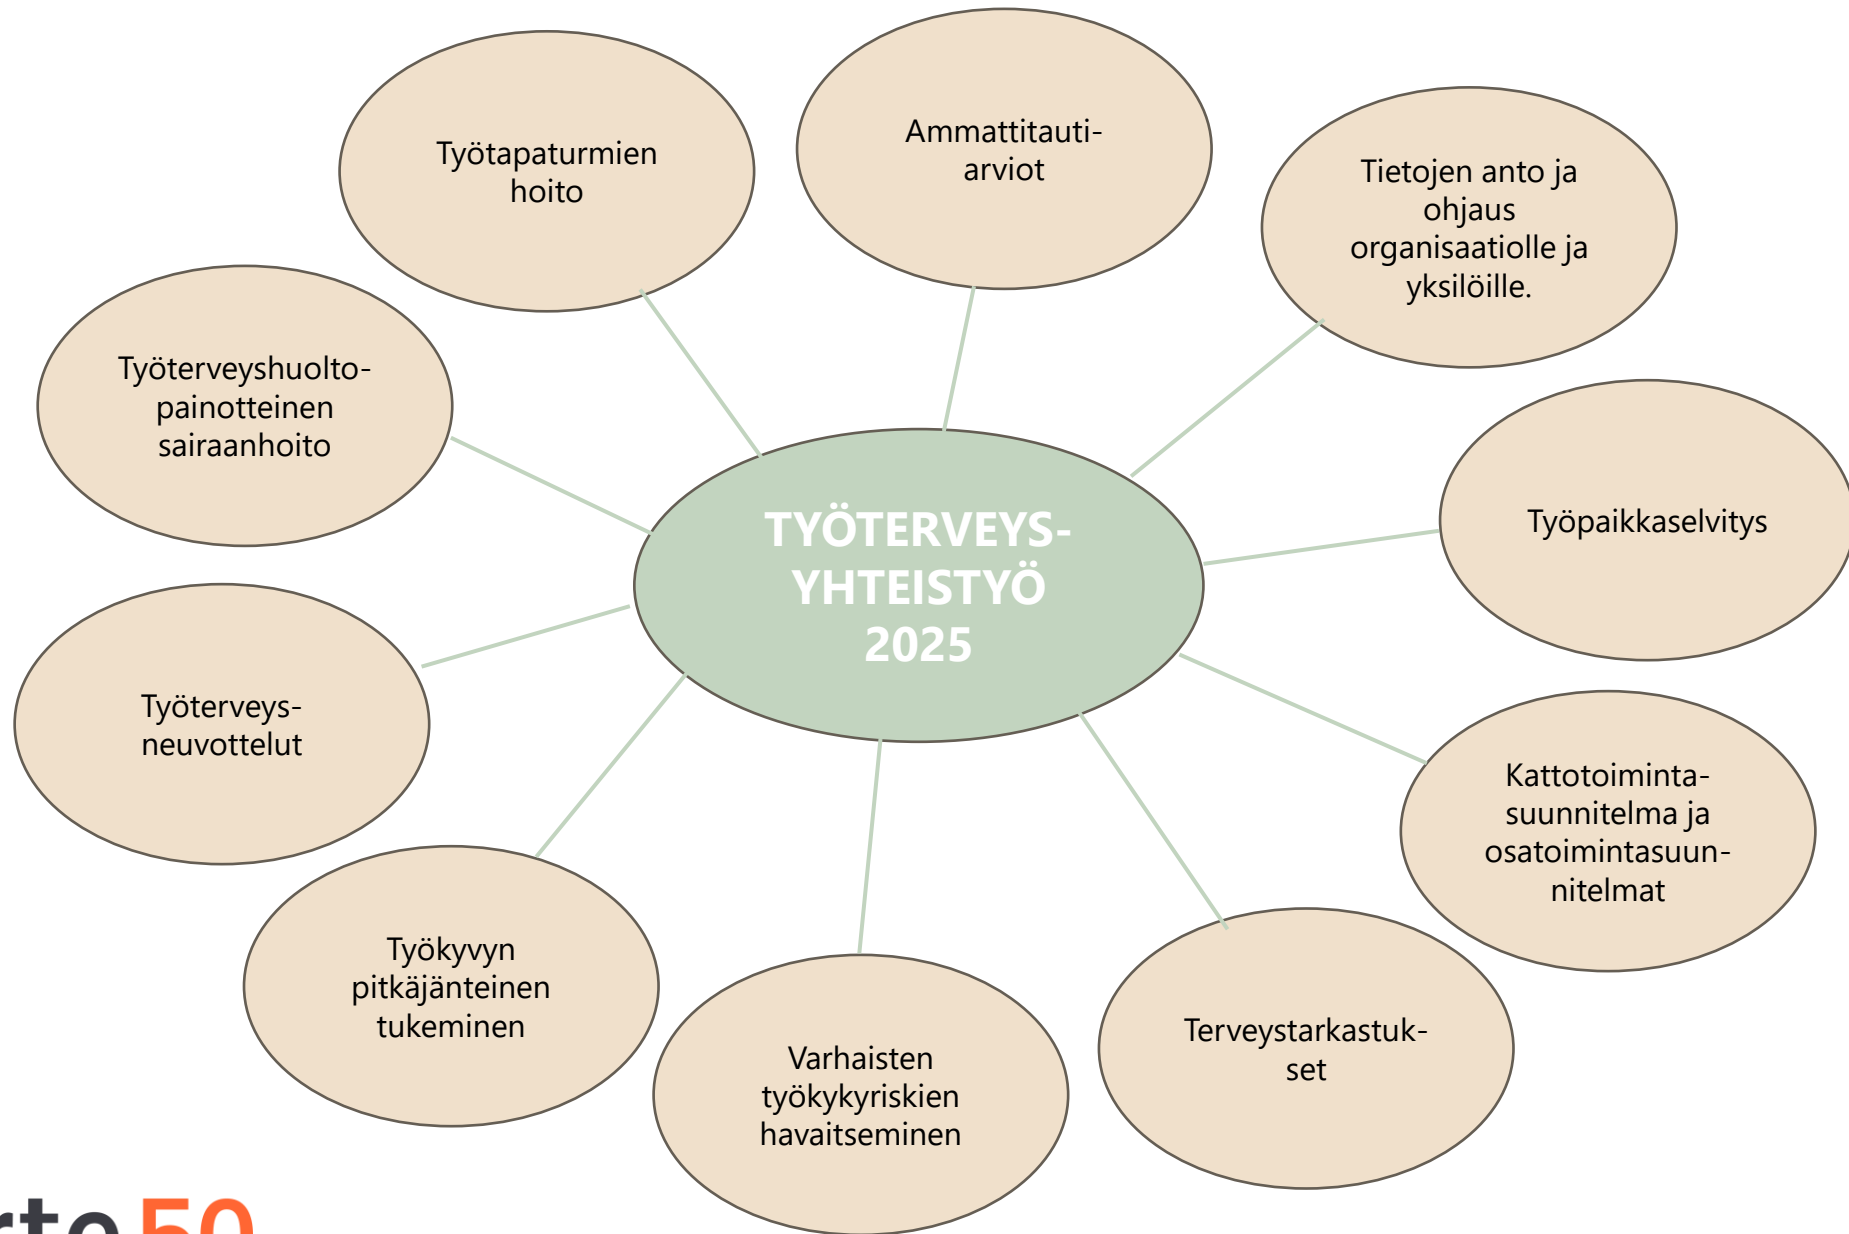 Ammattitauti-
arviot
Työtapaturmien
hoito
Tietojen anto ja
ohjaus
organisaatiolle ja
yksilöille.
Työterveyshuolto-
painotteinen
sairaanhoito
Työpaikkaselvitys
TYÖTERVEYS-
YHTEISTYÖ
2025
Työterveys-
neuvottelut
Kattotoiminta-
suunnitelma ja
osatoimintasuun-
nitelmat
Työkyvyn
pitkäjänteinen
tukeminen
Varhaisten
työkykyriskien
havaitseminen
Terveystarkastuk-
set
50